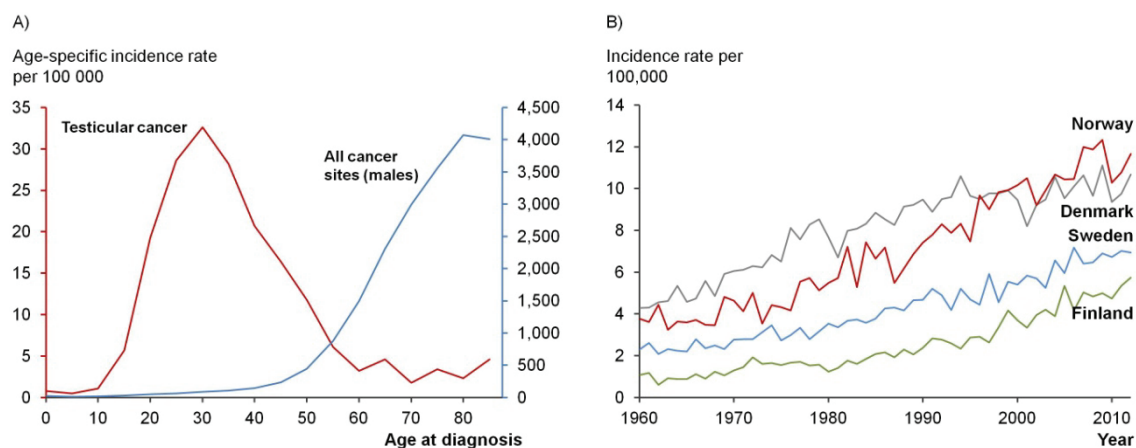 A)
Age-specific incidence rate
per 100 000
35
30
25
20
15
10
5
0
Testicular cancer
All cancer
sites (males)
4,500
4,000
3,500
3,000
2,500
2,000
1,500
1,000
500
0
0 10 20 30 40 50 60 70 80
Age at diagnosis
B)
Incidence rate per
100,000
14
12
10
8
6
4
2
0
Norway
Denmark
Sweden
Finland
1960 1970 1980 1990 2000 2010
Year